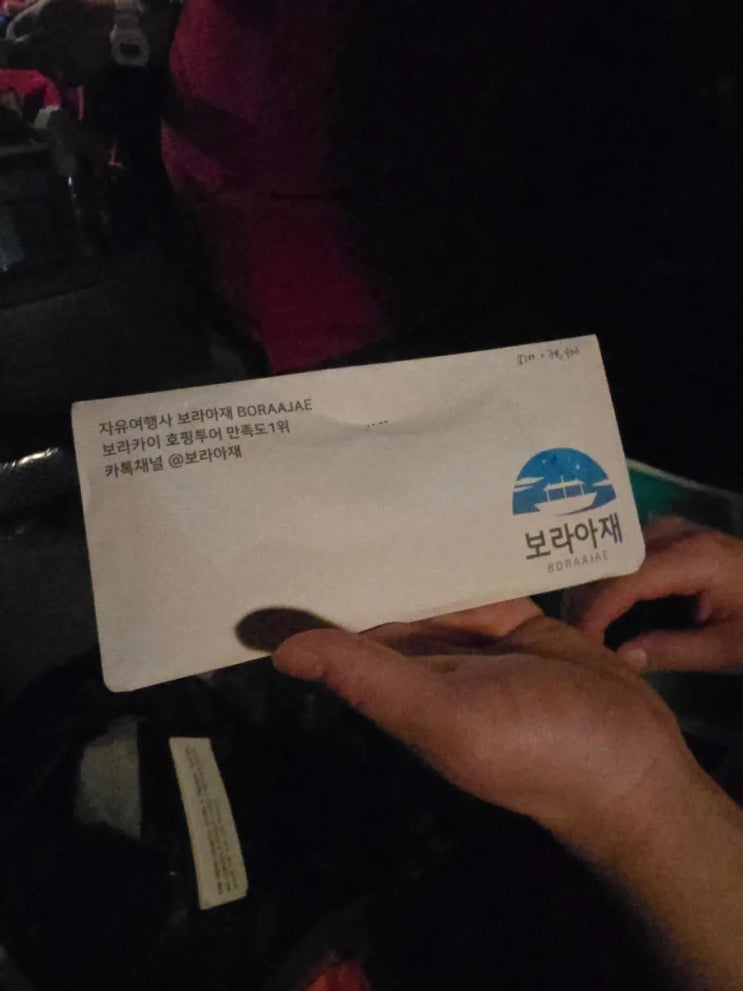 자유여행사 보라아재 BORAAJAE
보라카이 호핑투어 만족도1위
카톡채널 @보라아재
보라아재
BORAAJAE